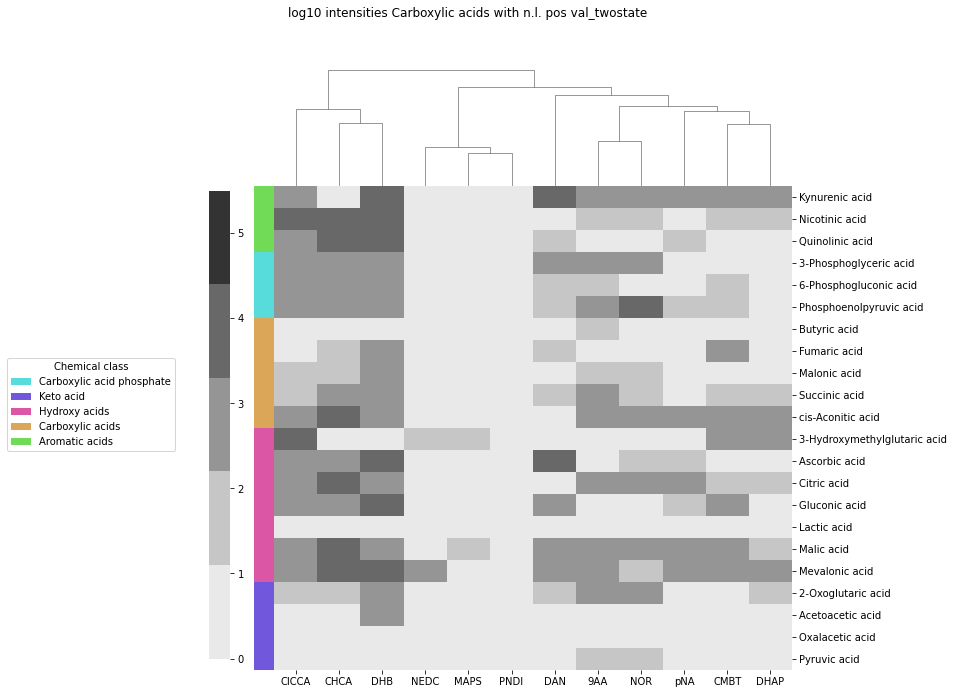 log10 intensities Carboxylic acids with n.l. pos val_twostate
Chemical class
Carboxylic acid phosphate
Keto acid
Hydroxy acids
Carboxylic acids
Aromatic acids
5
4
3
2
1
0
Kynurenic acid
Nicotinic acid
Quinolinic acid
3-Phosphoglyceric acid
6-Phosphogluconic acid
Phosphoenolpyruvic acid
Butyric acid
Fumaric acid
Malonic acid
Succinic acid
cis-Aconitic acid
3-Hydroxymethylglutaric acid
Ascorbic acid
Citric acid
Gluconic acid
Lactic acid
Malic acid
Mevalonic acid
2-Oxoglutaric acid
Acetoacetic acid
Oxalacetic acid
Pyruvic acid
ClCCA CHCA DHB NEDC MAPS PNDI DAN 9AA NOR pNA CMBT DHAP